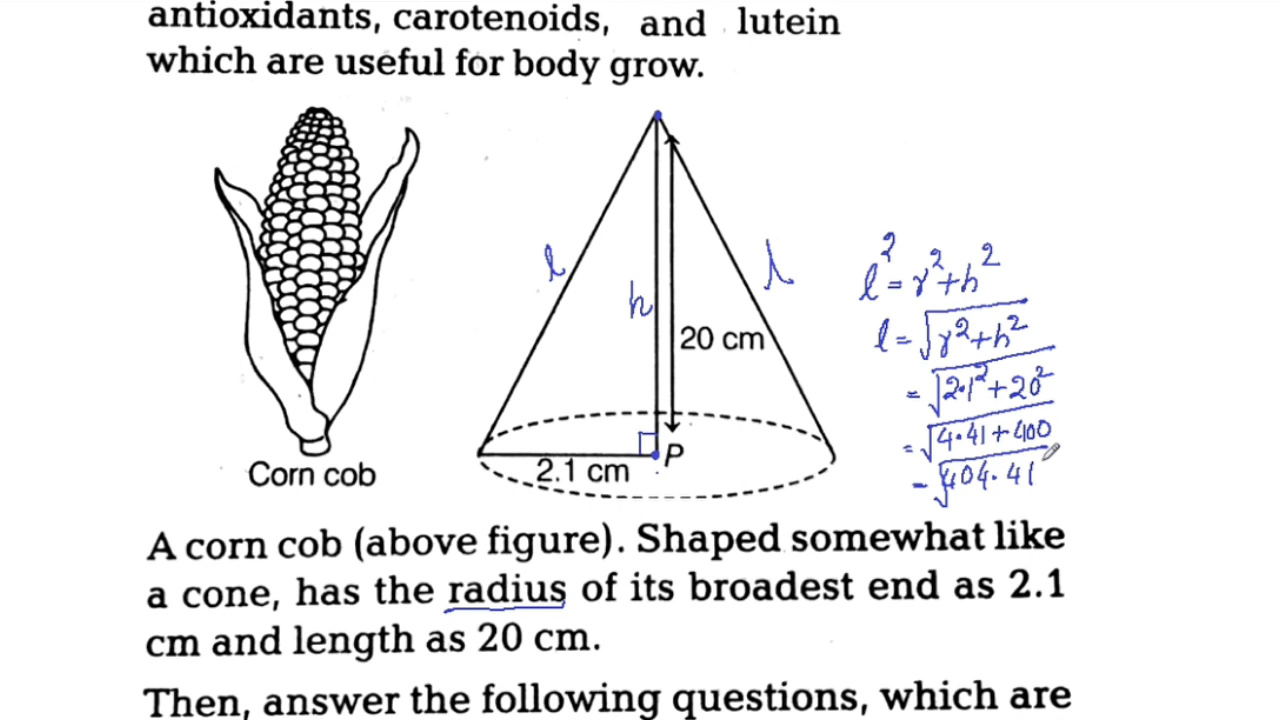 antioxidants, carotenoids, and lutein
which are useful for body grow.
l
h
l
20 cm
P
2.1 cm
Corn cob
l² = r² + h²
l = √r² + h²
= √2.1² + 20²
= √4.41 + 400
= √404.41
A corn cob (above figure). Shaped somewhat like
a cone, has the radius of its broadest end as 2.1
cm and length as 20 cm.
Then, answer the following questions, which are